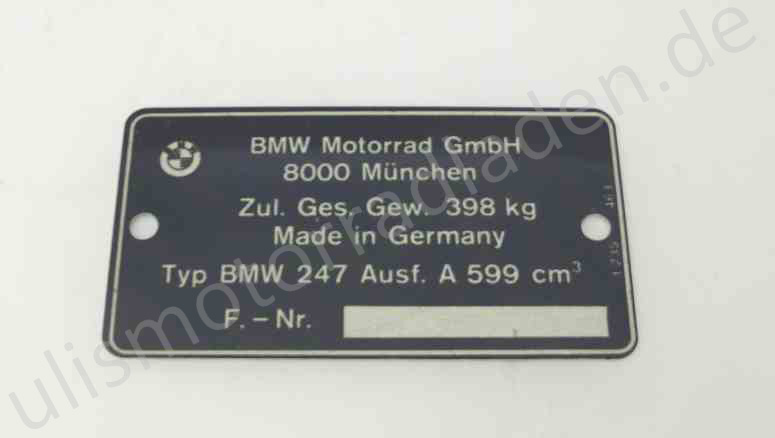 BMW Motorrad GmbH
8000 München
Zul. Ges. Gew. 398 kg
Made in Germany
Typ BMW 247 Ausf. A 599 cm³
F. – Nr.
ulismotorradladen.de